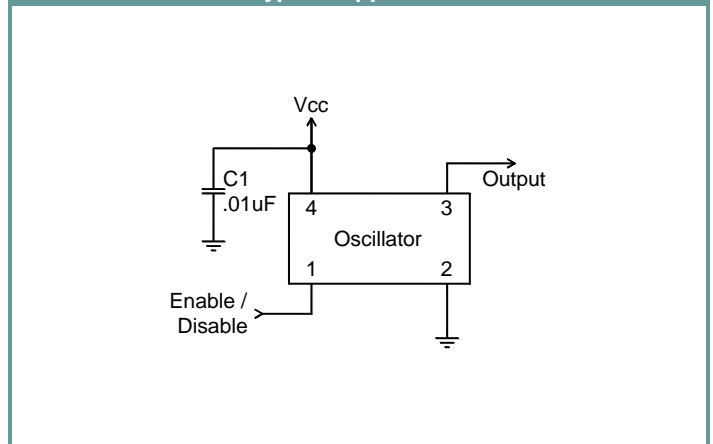 Vcc
C1
.01uF
4
3
Output
Oscillator
1
2
Enable /
Disable